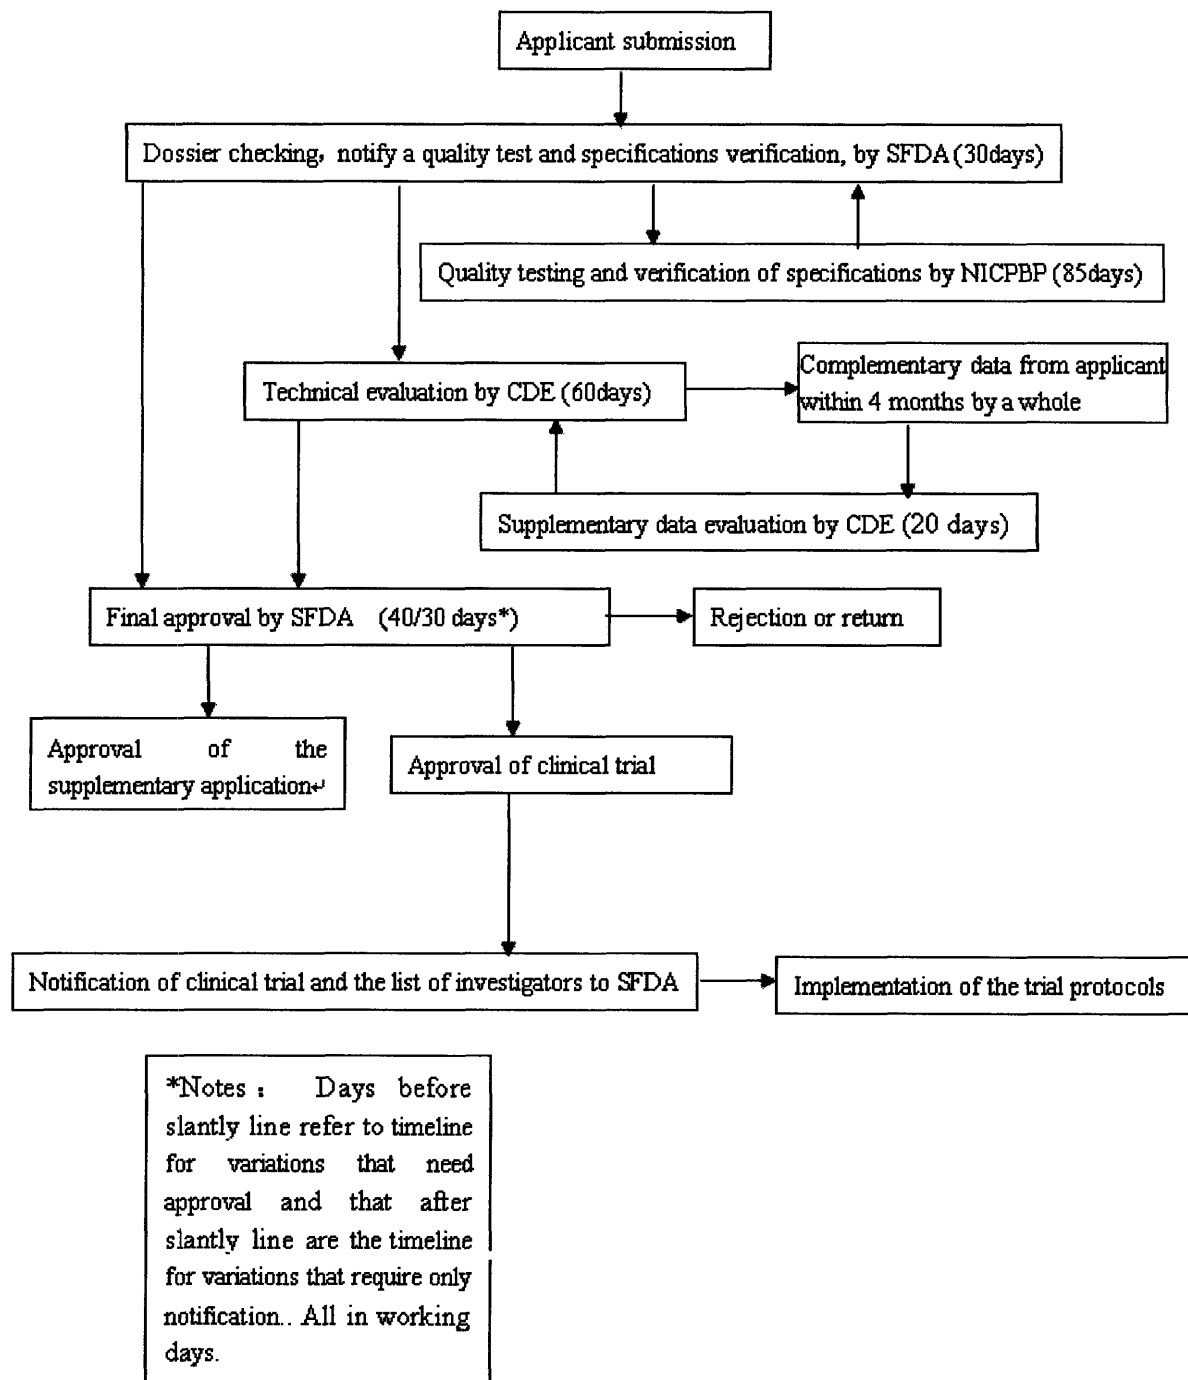 Applicant submission
Dossier checking, notify a quality test and specifications verification, by SFDA (30days)
Quality testing and verification of specifications by NICPBP (85days)
Technical evaluation by CDE (60days)
Complementary data from applicant
within 4 months by a whole
Supplementary data evaluation by CDE (20 days)
Final approval by SFDA (40/30 days*)
Rejection or return
Approval of the
supplementary application↵
Approval of clinical trial
Notification of clinical trial and the list of investigators to SFDA
Implementation of the trial protocols
*Notes : Days before
slantly line refer to timeline
for variations that need
approval and that after
slantly line are the timeline
for variations that require only
notification.. All in working
days.